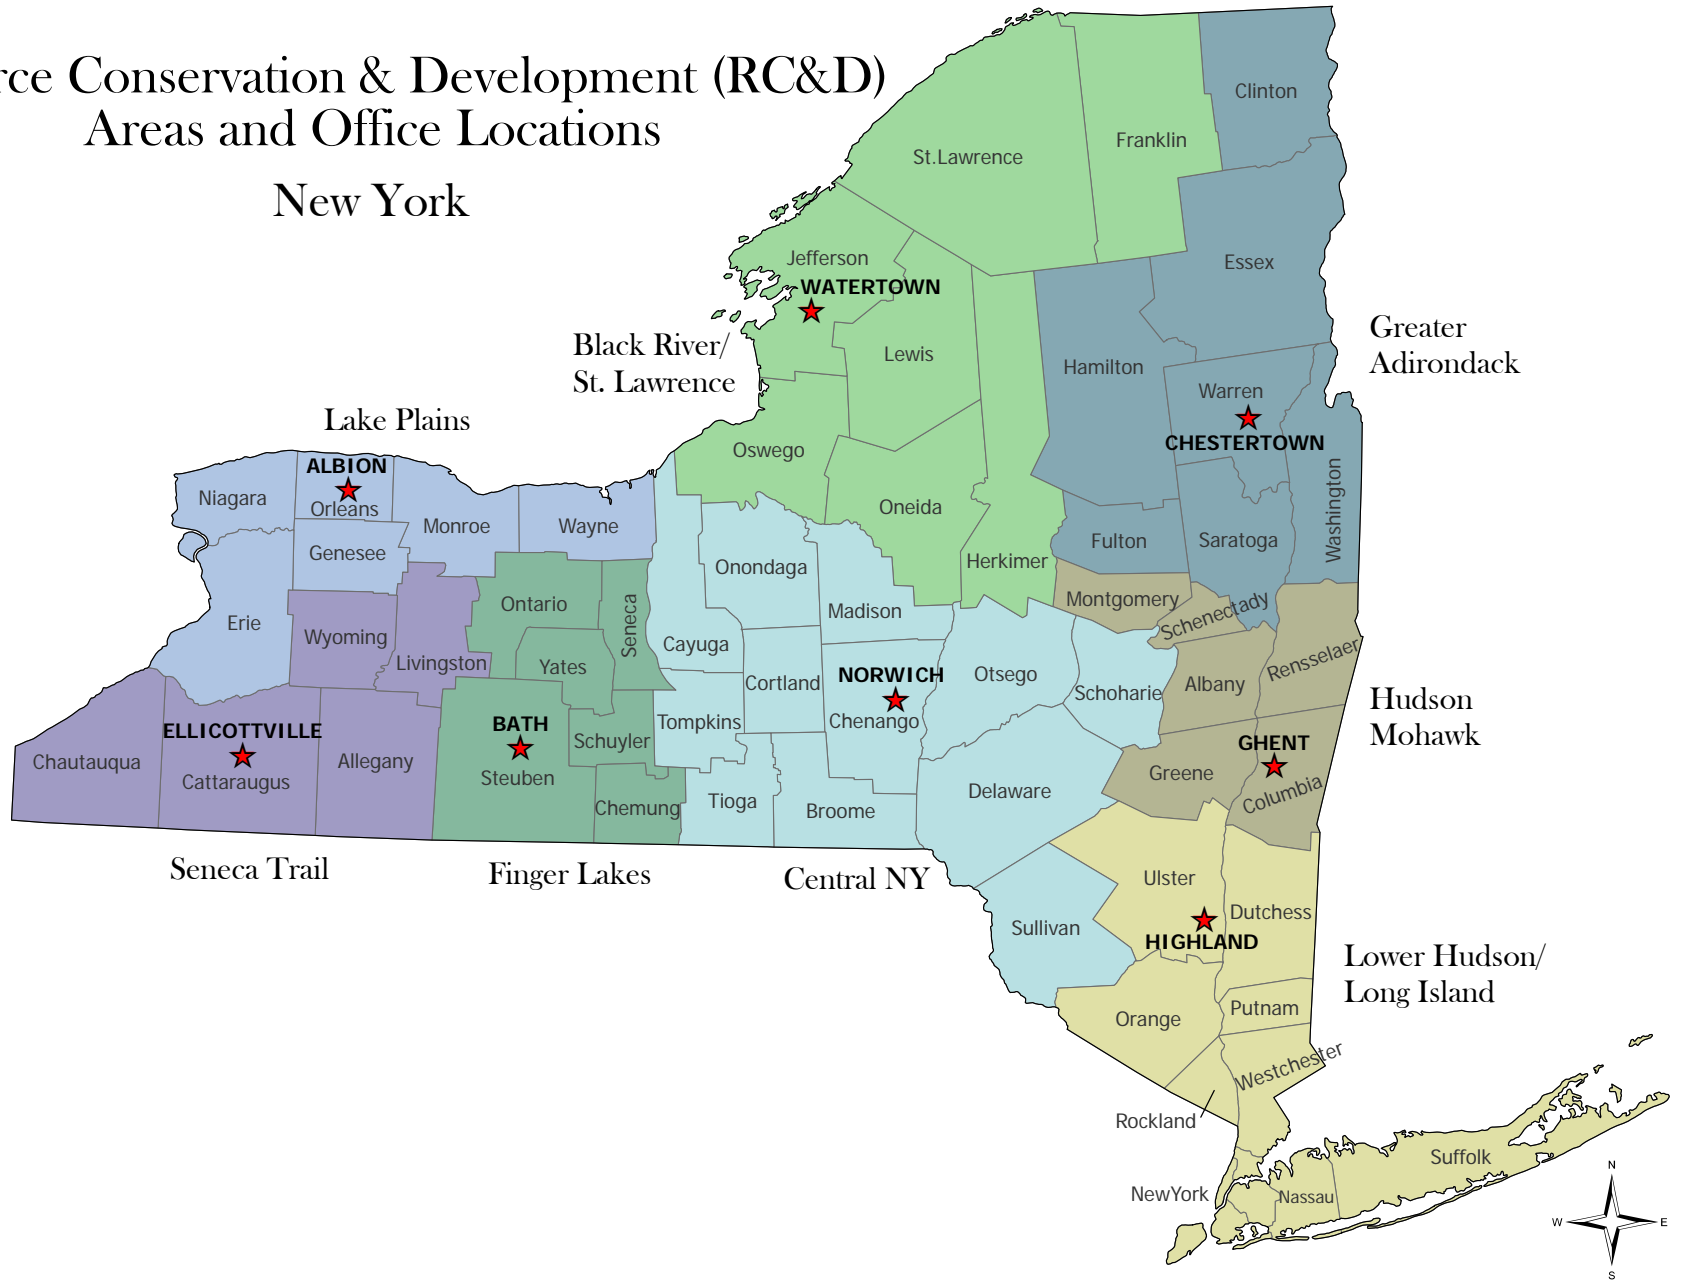 rce Conservation & Development (RC&D)
Areas and Office Locations
New York
Clinton
Franklin
St.Lawrence
Essex
Jefferson
WATERTOWN
Greater
Adirondack
Black River/
St. Lawrence
Lewis
Hamilton
Warren
CHESTERTOWN
Lake Plains
Oswego
ALBION
Niagara
Orleans
Monroe
Wayne
Oneida
Washington
Genesee
Fulton
Saratoga
Onondaga
Herkimer
Ontario
Seneca
Madison
Montgomery
Schenectady
Erie
Wyoming
Livingston
Yates
Cayuga
Rensselaer
Cortland
NORWICH
Otsego
Schoharie
Albany
Hudson
Mohawk
Chenango
Tompkins
ELLICOTTVILLE
BATH
Schuyler
GHENT
Chautauqua
Cattaraugus
Allegany
Steuben
Greene
Columbia
Chemung
Tioga
Broome
Delaware
Seneca Trail
Finger Lakes
Central NY
Ulster
Dutchess
Sullivan
HIGHLAND
Lower Hudson/
Long Island
Orange
Putnam
Westchester
Rockland
Suffolk
NewYork
Nassau
N
W
E
S